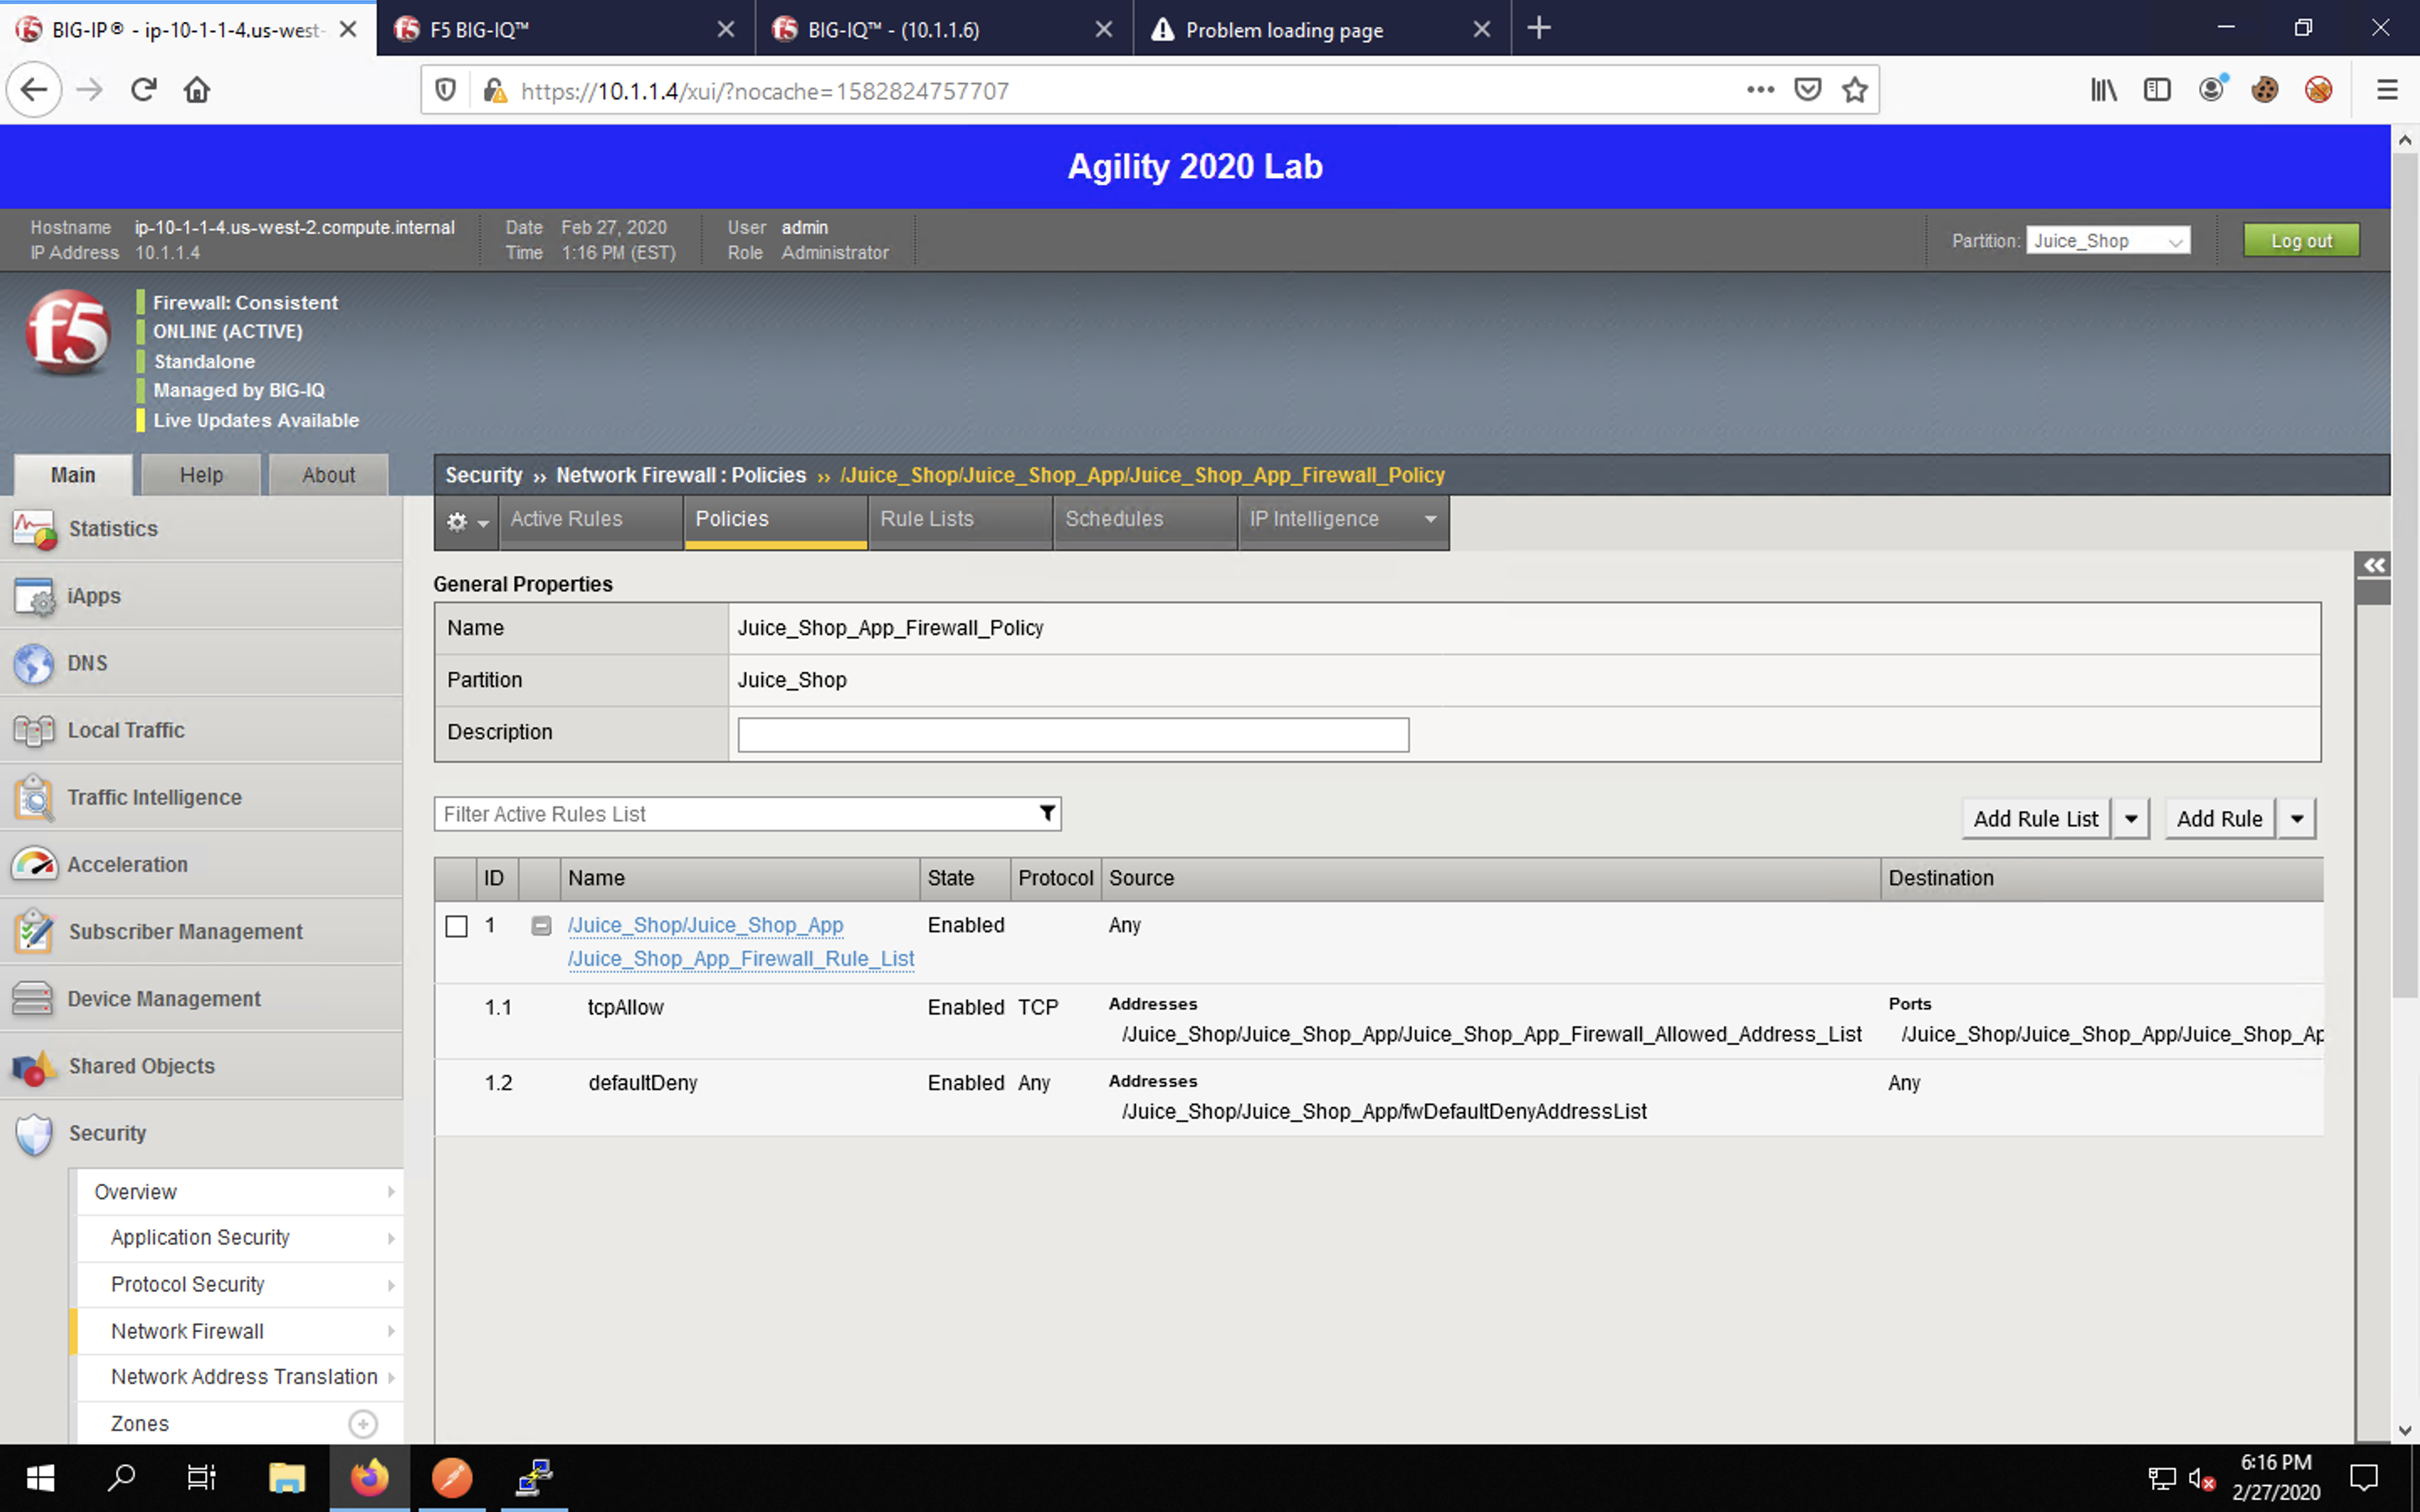 BIG-IP® - ip-10-1-1-4.us-west-
F5 BIG-IQ™
BIG-IQ™ - (10.1.1.6)
Problem loading page
https://10.1.1.4/xui/?nocache=1582824757707
Agility 2020 Lab
Hostname ip-10-1-1-4.us-west-2.compute.internal
IP Address 10.1.1.4
Date Feb 27, 2020
Time 1:16 PM (EST)
User admin
Role Administrator
Partition: Juice_Shop
Log out
f5
Firewall: Consistent
ONLINE (ACTIVE)
Standalone
Managed by BIG-IQ
Live Updates Available
Main Help About
Security ›› Network Firewall : Policies ›› /Juice_Shop/Juice_Shop_App/Juice_Shop_App_Firewall_Policy
Active Rules Policies Rule Lists Schedules IP Intelligence
Statistics
iApps
DNS
Local Traffic
Traffic Intelligence
Acceleration
Subscriber Management
Device Management
Shared Objects
Security
Overview
Application Security
Protocol Security
Network Firewall
Network Address Translation
Zones
General Properties
Name Juice_Shop_App_Firewall_Policy
Partition Juice_Shop
Description
Filter Active Rules List
Add Rule List
Add Rule
ID Name State Protocol Source Destination
1 /Juice_Shop/Juice_Shop_App Enabled Any
/Juice_Shop_App_Firewall_Rule_List
1.1 tcpAllow Enabled TCP Addresses Ports
/Juice_Shop/Juice_Shop_App/Juice_Shop_App_Firewall_Allowed_Address_List /Juice_Shop/Juice_Shop_App/Juice_Shop_Ap
1.2 defaultDeny Enabled Any Addresses Any
/Juice_Shop/Juice_Shop_App/fwDefaultDenyAddressList
6:16 PM
2/27/2020